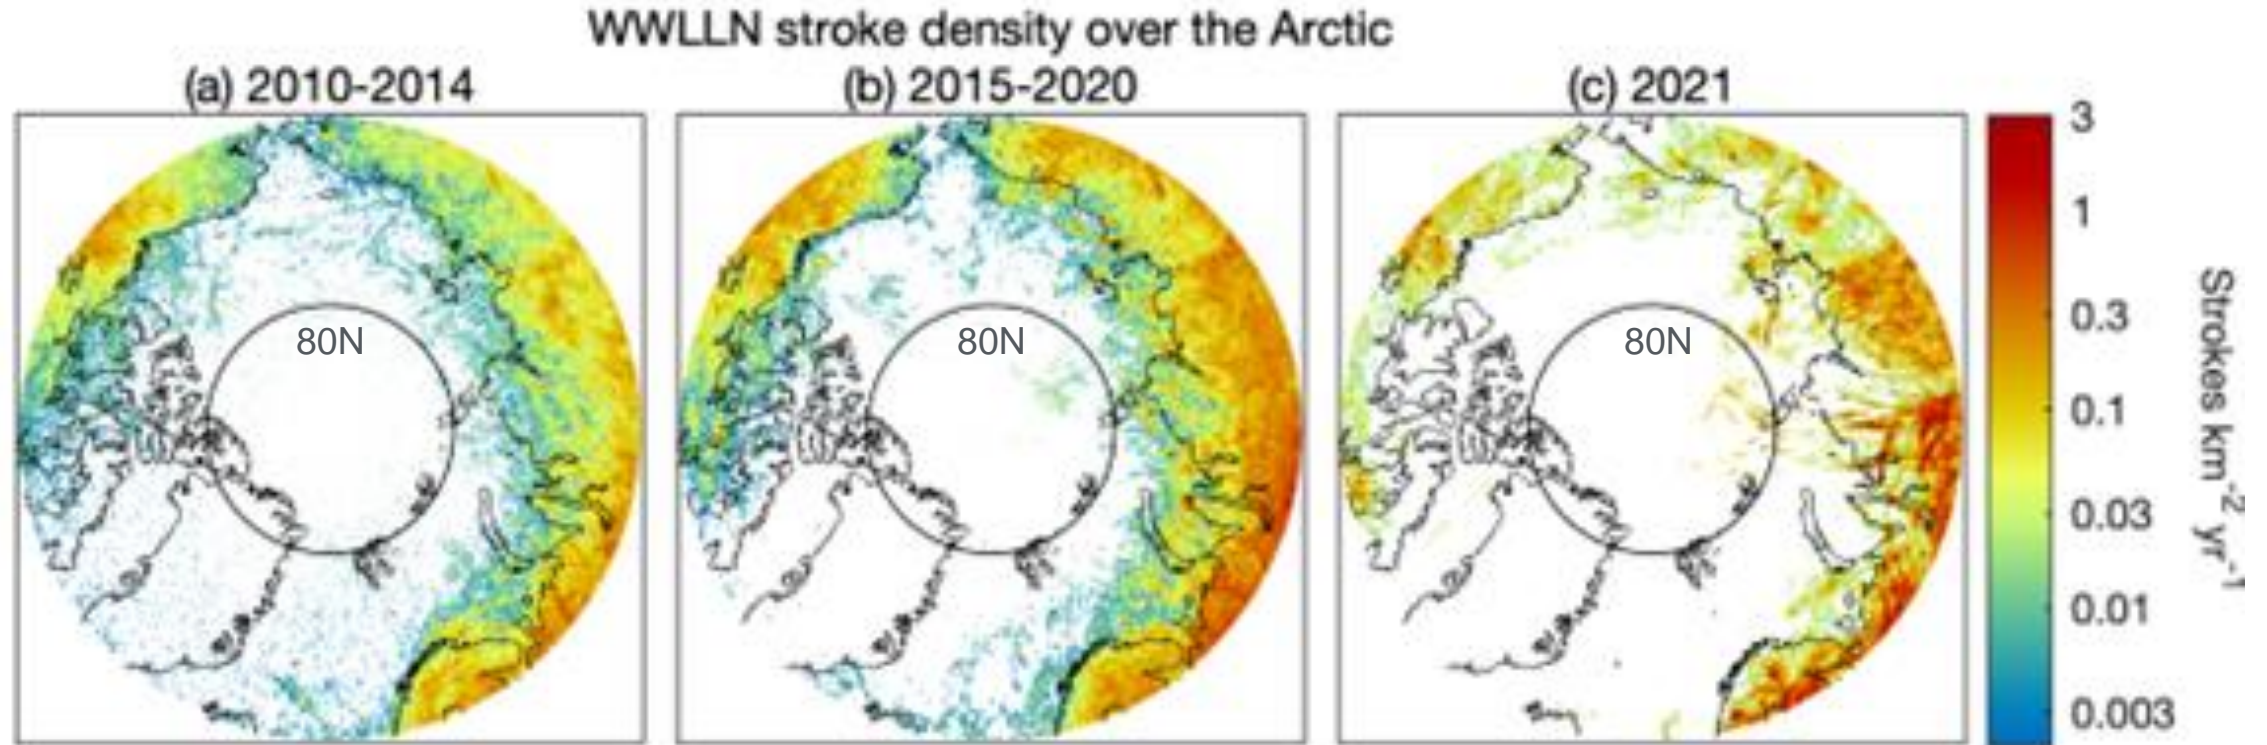 WWLLN stroke density over the Arctic
(a) 2010-2014
(b) 2015-2020
(c) 2021
80N
80N
80N
3
1
0.3
0.1
0.03
0.01
0.003
Strokes km-2 yr-1